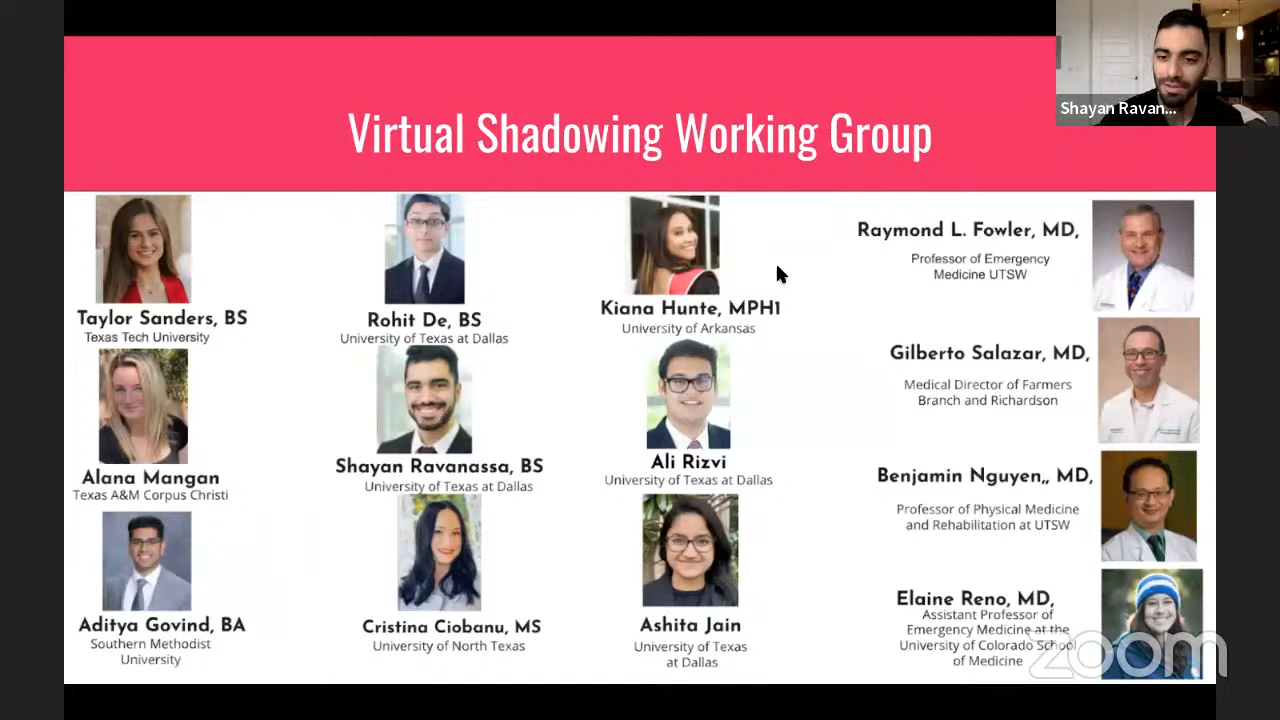 Shayan Ravan...
Virtual Shadowing Working Group
Taylor Sanders, BS
Texas Tech University
Rohit De, BS
University of Texas at Dallas
Kiana Hunte, MPH1
University of Arkansas
Raymond L. Fowler, MD,
Professor of Emergency
Medicine UTSW
Alana Mangan
Texas A&M Corpus Christi
Shayan Ravanassa, BS
University of Texas at Dallas
Ali Rizvi
University of Texas at Dallas
Gilberto Salazar, MD,
Medical Director of Farmers
Branch and Richardson
Benjamin Nguyen,, MD,
Professor of Physical Medicine
and Rehabilitation at UTSW
Aditya Govind, BA
Southern Methodist
University
Cristina Ciobanu, MS
University of North Texas
Ashita Jain
University of Texas
at Dallas
Elaine Reno, MD,
Assistant Professor of
Emergency Medicine at the
University of Colorado School
of Medicine
zoom